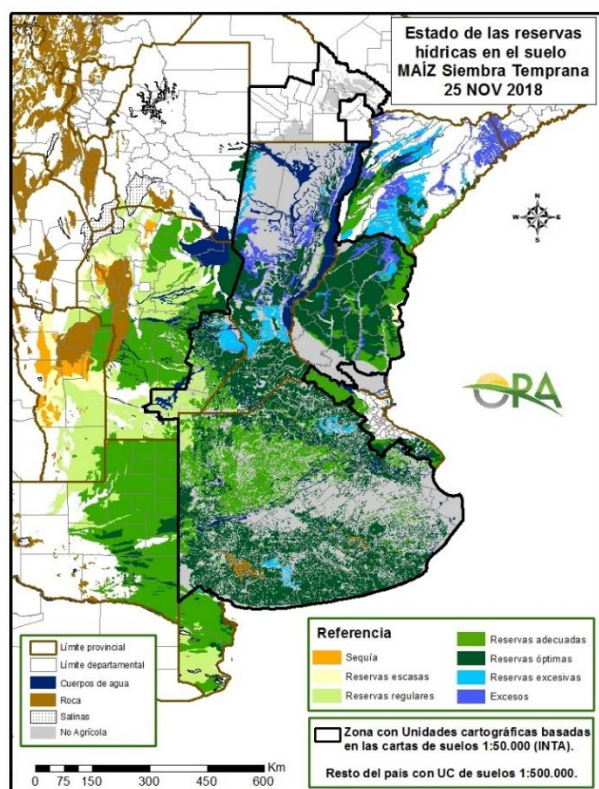 Estado de las reservas
hídricas en el suelo
MAÍZ Siembra Temprana
25 NOV 2018
N
W
E
S
ORA
Límite provincial
Límite departamental
Cuerpos de agua
Roca
Salinas
No Agrícola
Referencia
Sequía
Reservas escasas
Reservas regulares
Reservas adecuadas
Reservas óptimas
Reservas excesivas
Excesos
Zona con Unidades cartográficas basadas
en las cartas de suelos 1:50.000 (INTA).
Resto del país con UC de suelos 1:500.000.
Km
0 75 150 300 450 600